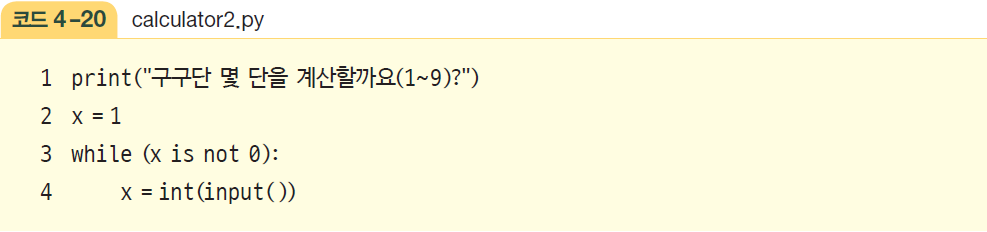 코드 4-20 calculator2.py
1 print("구구단 몇 단을 계산할까요(1~9)?")
2 x = 1
3 while (x is not 0):
4     x = int(input())